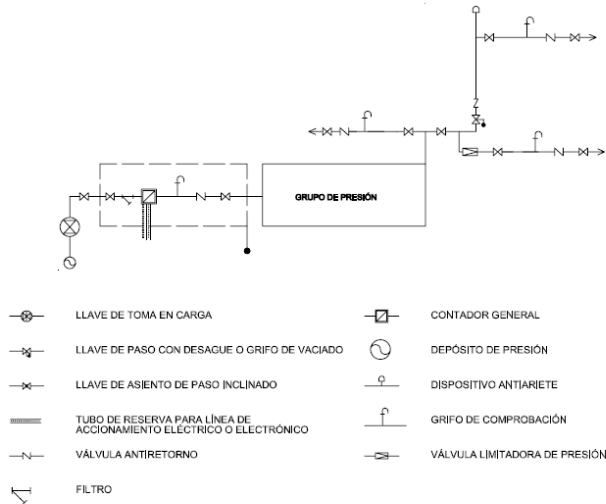 GRUPO DE PRESIÓN
LLAVE DE TOMA EN CARGA
CONTADOR GENERAL
LLAVE DE PASO CON DESAGUE O GRIFO DE VACIADO
DEPÓSITO DE PRESIÓN
LLAVE DE ASIENTO DE PASO INCLINADO
DISPOSITIVO ANTIARIETE
TUBO DE RESERVA PARA LÍNEA DE
ACCIONAMIENTO ELÉCTRICO O ELECTRÓNICO
GRIFO DE COMPROBACIÓN
VÁLVULA ANTIRETORNO
VÁLVULA LIMITADORA DE PRESIÓN
FILTRO